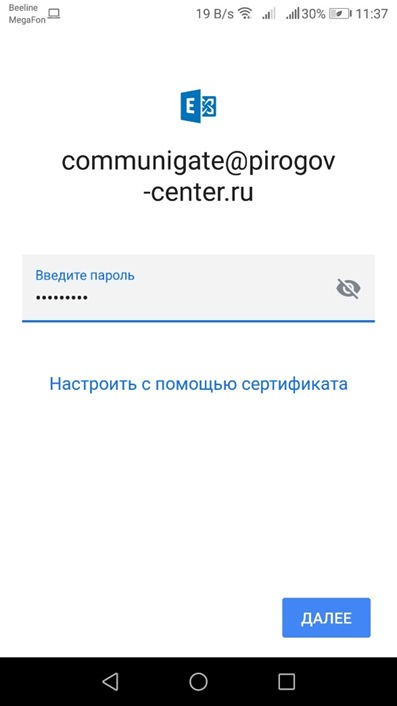 Beeline
MegaFon
19 B/s 30% 11:37
E
communigate@pirogov
-center.ru
Введите пароль
•••••••••
Настроить с помощью сертификата
ДАЛЕЕ